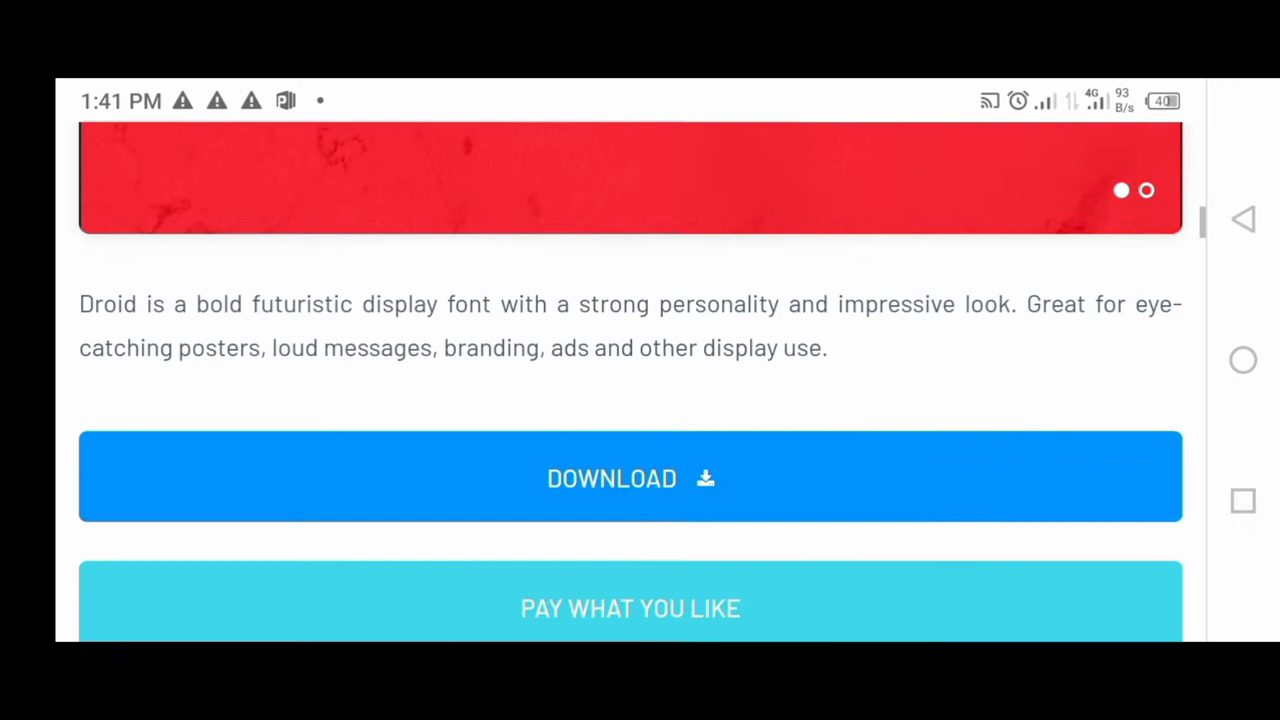 1:41 PM 4G 93 B/s 40
Droid is a bold futuristic display font with a strong personality and impressive look. Great for eye-
catching posters, loud messages, branding, ads and other display use.
DOWNLOAD
PAY WHAT YOU LIKE